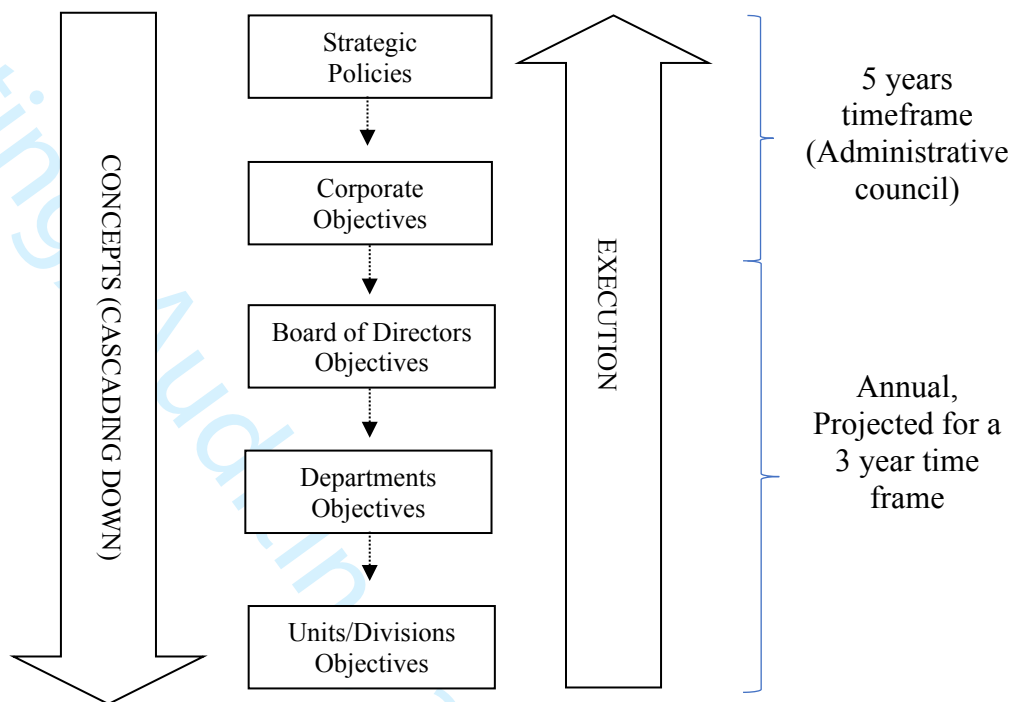 Strategic
Policies
Corporate
Objectives
Board of Directors
Objectives
Departments
Objectives
Units/Divisions
Objectives
CONCEPTS (CASCADING DOWN)
EXECUTION
5 years
timeframe
(Administrative
council)
Annual,
Projected for a
3 year time
frame